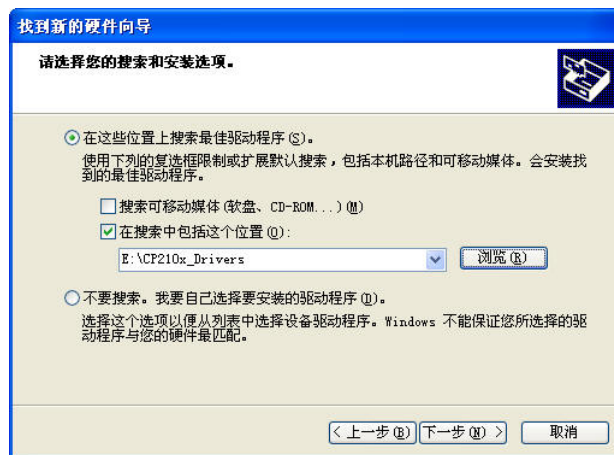 找到新的硬件向导
请选择您的搜索和安装选项。
在这些位置上搜索最佳驱动程序(S)。
使用下列的复选框限制或扩展默认搜索，包括本机路径和可移动媒体。会安装找
到的最佳驱动程序。
搜索可移动媒体(软盘、CD-ROM...)(M)
在搜索中包括这个位置(O):
E:\CP210x_Drivers
浏览(R)
不要搜索。我要自己选择要安装的驱动程序(D)。
选择这个选项以便从列表中选择设备驱动程序。Windows 不能保证您所选择的驱
动程序与您的硬件最匹配。
< 上一步(B) 下一步(N) > 取消